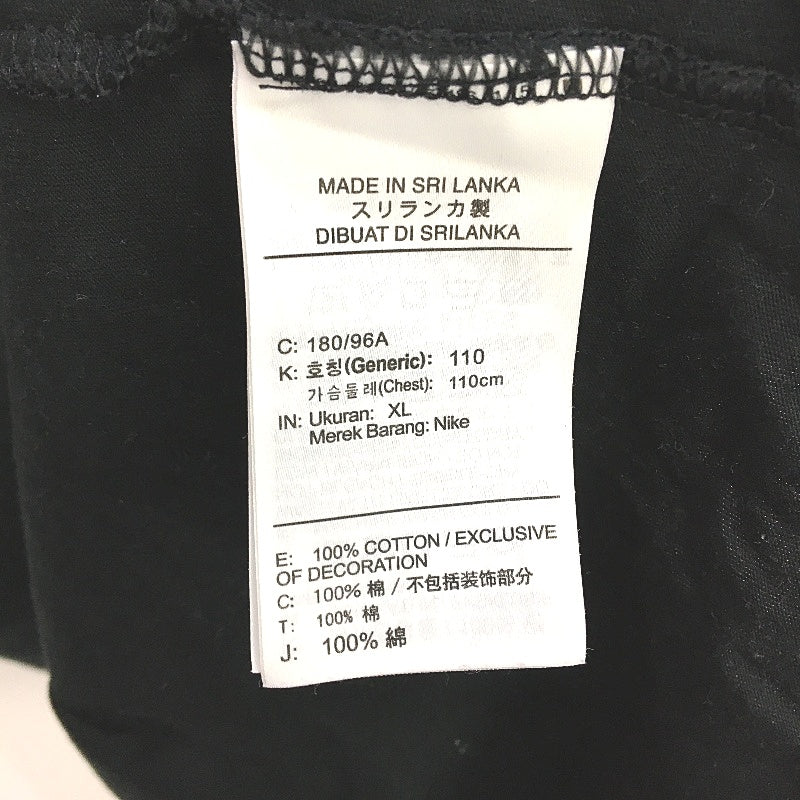 MADE IN SRI LANKA
スリランカ製
DIBUAT DI SRILANKA
C: 180/96A
K: 호칭(Generic): 110
가슴둘레(Chest): 110cm
IN: Ukuran: XL
Merek Barang: Nike
E: 100% COTTON / EXCLUSIVE
OF DECORATION
C: 100% 棉 / 不包括装饰部分
T: 100% 棉
J: 100% 綿